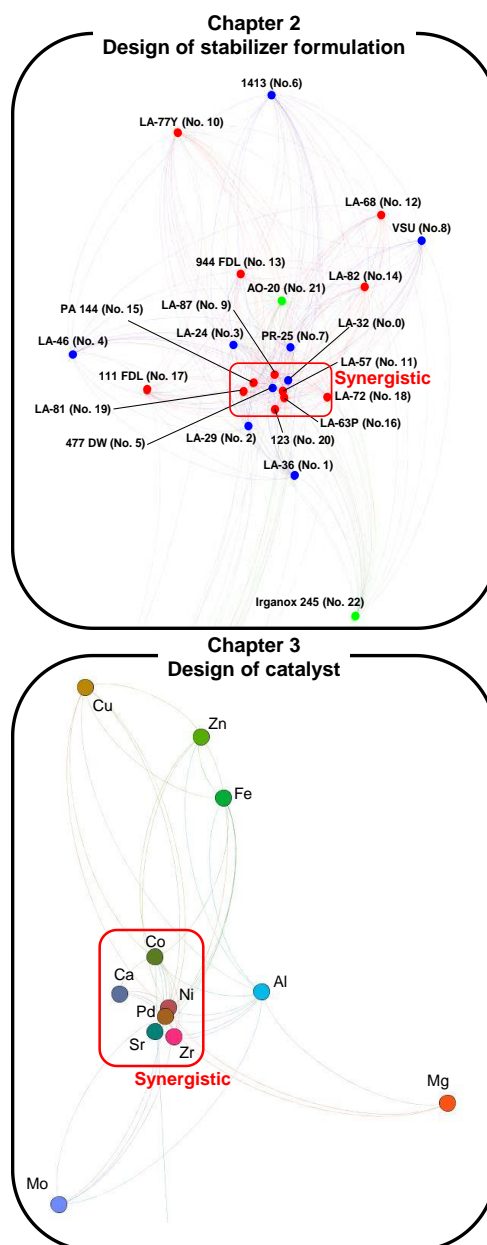 Chapter 2
Design of stabilizer formulation
1413 (No.6)
LA-77Y (No. 10)
LA-68 (No. 12)
VSU (No.8)
944 FDL (No. 13)
LA-82 (No.14)
AO-20 (No. 21)
LA-87 (No. 9)
PA 144 (No. 15)
LA-32 (No.0)
LA-24 (No.3)
PR-25 (No.7)
LA-46 (No. 4)
LA-57 (No. 11)
Synergistic
111 FDL (No. 17)
LA-72 (No. 18)
LA-81 (No. 19)
LA-63P (No.16)
477 DW (No. 5)
LA-29 (No. 2)
123 (No. 20)
LA-36 (No. 1)
Irganox 245 (No. 22)
Chapter 3
Design of catalyst
Cu
Zn
Fe
Co
Ca
Al
Ni
Pd
Sr
Zr
Synergistic
Mg
Mo